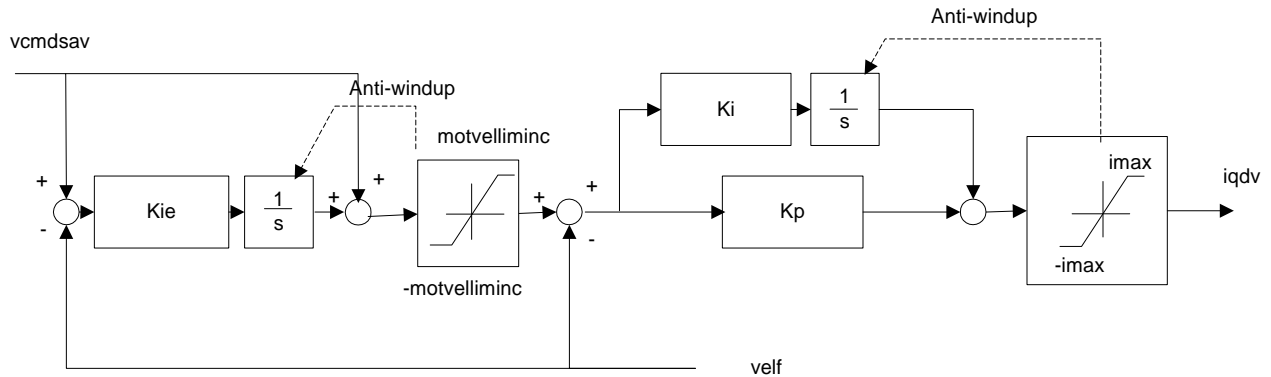 Anti-windup
vcmdsav
Anti-windup
Ki
1
s
motvelliminc
imax
iqdv
+
+
+
+
+
Kie
1
s
Kp
-
-
-imax
-motvelliminc
velf